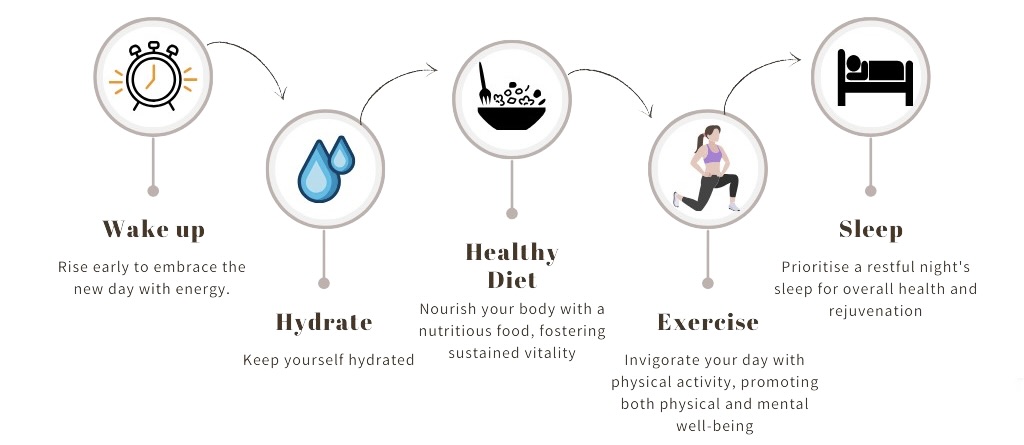 Wake up
Rise early to embrace the
new day with energy.
Hydrate
Keep yourself hydrated
Healthy
Diet
Nourish your body with a
nutritious food, fostering
sustained vitality
Exercise
Invigorate your day with
physical activity, promoting
both physical and mental
well-being
Sleep
Prioritise a restful night's
sleep for overall health and
rejuvenation